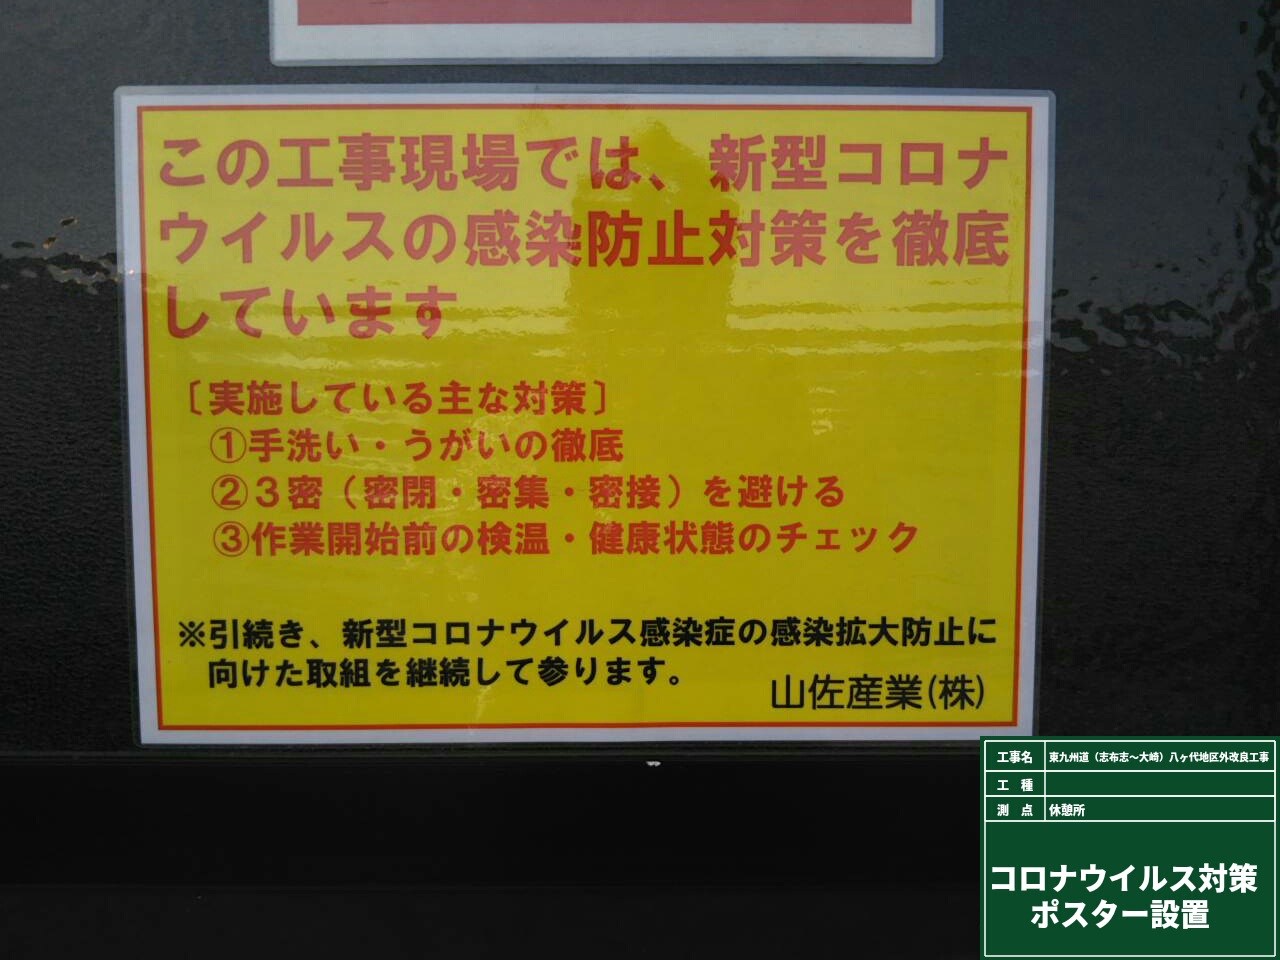 この工事現場では、新型コロナ
ウイルスの感染防止対策を徹底
しています
〔実施している主な対策〕
①手洗い・うがいの徹底
②３密（密閉・密集・密接）を避ける
③作業開始前の検温・健康状態のチェック
※引続き、新型コロナウイルス感染症の感染拡大防止に
向けた取組を継続して参ります。
山佐産業(株)
工事名 東九州道（志布志～大崎）八ヶ代地区外改良工事
工　種
測　点 休憩所
コロナウイルス対策
ポスター設置